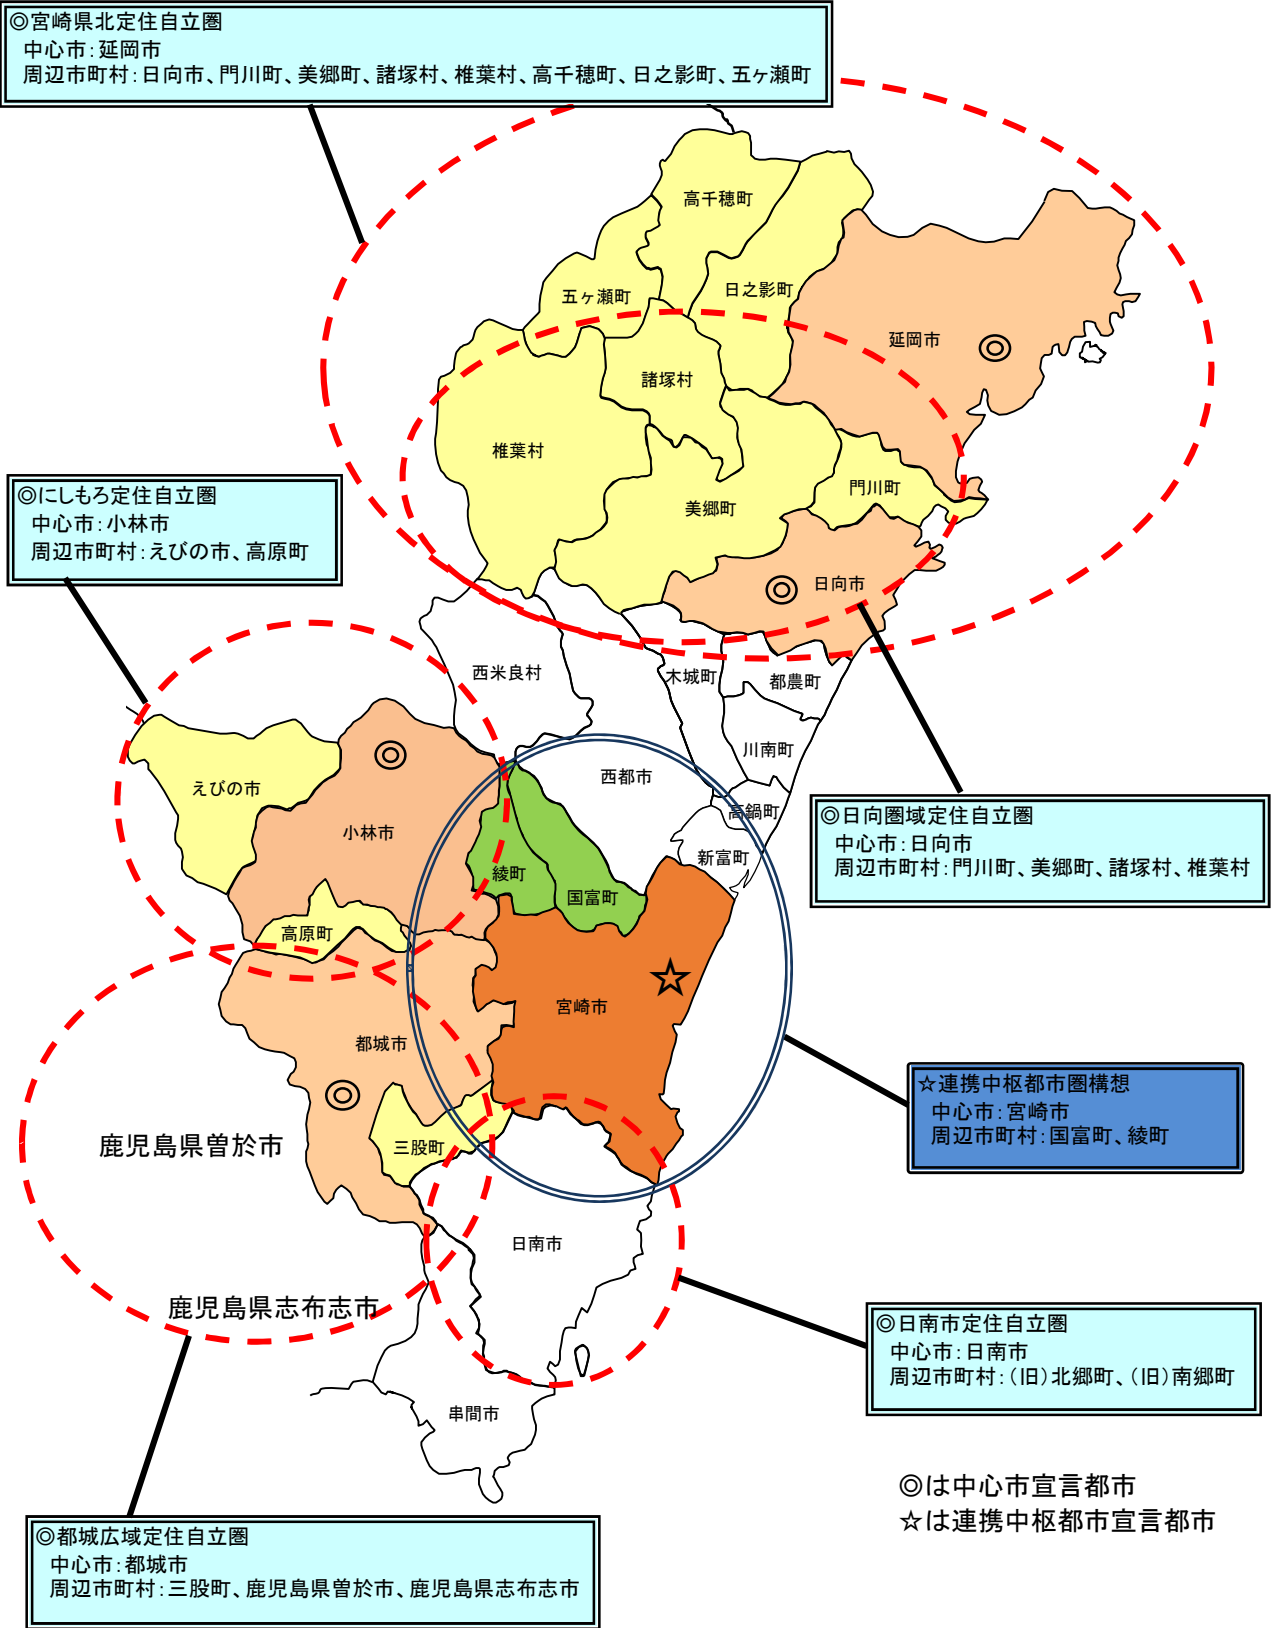 ◎宮崎県北定住自立圏
中心市：延岡市
周辺市町村：日向市、門川町、美郷町、諸塚村、椎葉村、高千穂町、日之影町、五ヶ瀬町
高千穂町
五ヶ瀬町
日之影町
延岡市
諸塚村
椎葉村
門川町
美郷町
◎にしもろ定住自立圏
中心市：小林市
周辺市町村：えびの市、高原町
日向市
西米良村
木城町
都農町
川南町
西都市
えびの市
高鍋町
小林市
新富町
◎日向圏域定住自立圏
中心市：日向市
周辺市町村：門川町、美郷町、諸塚村、椎葉村
綾町
国富町
高原町
☆
宮崎市
都城市
☆連携中枢都市圏構想
中心市：宮崎市
周辺市町村：国富町、綾町
鹿児島県曽於市
三股町
日南市
鹿児島県志布志市
◎日南市定住自立圏
中心市：日南市
周辺市町村：（旧）北郷町、（旧）南郷町
串間市
◎は中心市宣言都市
☆は連携中枢都市宣言都市
◎都城広域定住自立圏
中心市：都城市
周辺市町村：三股町、鹿児島県曽於市、鹿児島県志布志市